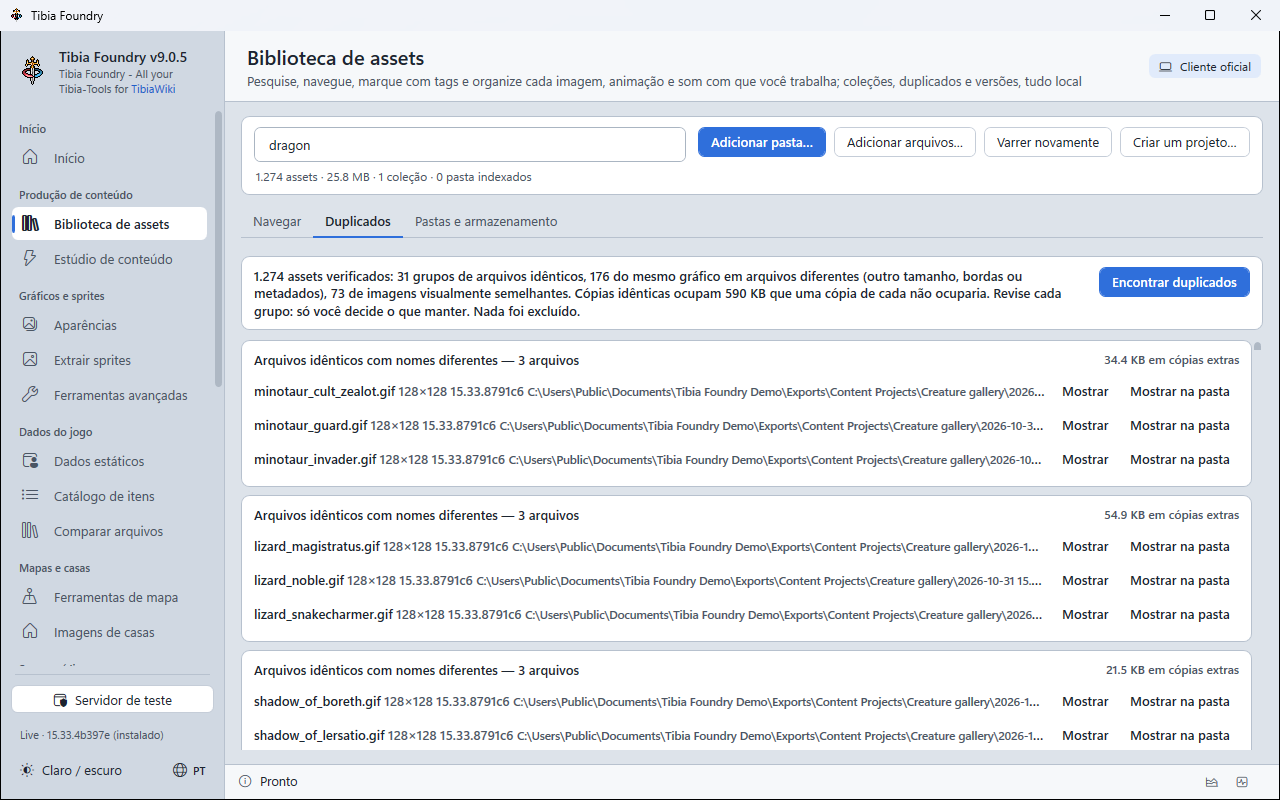 Tibia Foundry
Tibia Foundry v9.0.5
Tibia Foundry - All your
Tibia-Tools for TibiaWiki
Início
Início
Produção de conteúdo
Biblioteca de assets
Estúdio de conteúdo
Gráficos e sprites
Aparências
Extrair sprites
Ferramentas avançadas
Dados do jogo
Dados estáticos
Catálogo de itens
Comparar arquivos
Mapas e casas
Ferramentas de mapa
Imagens de casas
Servidor de teste
Live · 15.33.4b397e (instalado)
Claro / escuro
PT
Biblioteca de assets
Pesquise, navegue, marque com tags e organize cada imagem, animação e som com que você trabalha; coleções, duplicados e versões, tudo local
Cliente oficial
dragon
Adicionar pasta...
Adicionar arquivos...
Varrer novamente
Criar um projeto...
1.274 assets · 25.8 MB · 1 coleção · 0 pasta indexados
Navegar
Duplicados
Pastas e armazenamento
1.274 assets verificados: 31 grupos de arquivos idênticos, 176 do mesmo gráfico em arquivos diferentes (outro tamanho, bordas ou
metadados), 73 de imagens visualmente semelhantes. Cópias idênticas ocupam 590 KB que uma cópia de cada não ocuparia. Revise cada
grupo: só você decide o que manter. Nada foi excluído.
Encontrar duplicados
Arquivos idênticos com nomes diferentes — 3 arquivos
34.4 KB em cópias extras
minotaur_cult_zealot.gif 128×128 15.33.8791c6 C:\Users\Public\Documents\Tibia Foundry Demo\Exports\Content Projects\Creature gallery\2026...
Mostrar
Mostrar na pasta
minotaur_guard.gif 128×128 15.33.8791c6 C:\Users\Public\Documents\Tibia Foundry Demo\Exports\Content Projects\Creature gallery\2026-10-3...
Mostrar
Mostrar na pasta
minotaur_invader.gif 128×128 15.33.8791c6 C:\Users\Public\Documents\Tibia Foundry Demo\Exports\Content Projects\Creature gallery\2026-10...
Mostrar
Mostrar na pasta
Arquivos idênticos com nomes diferentes — 3 arquivos
54.9 KB em cópias extras
lizard_magistratus.gif 128×128 15.33.8791c6 C:\Users\Public\Documents\Tibia Foundry Demo\Exports\Content Projects\Creature gallery\2026-1...
Mostrar
Mostrar na pasta
lizard_noble.gif 128×128 15.33.8791c6 C:\Users\Public\Documents\Tibia Foundry Demo\Exports\Content Projects\Creature gallery\2026-10-31 15....
Mostrar
Mostrar na pasta
lizard_snakecharmer.gif 128×128 15.33.8791c6 C:\Users\Public\Documents\Tibia Foundry Demo\Exports\Content Projects\Creature gallery\2026...
Mostrar
Mostrar na pasta
Arquivos idênticos com nomes diferentes — 3 arquivos
21.5 KB em cópias extras
shadow_of_boreth.gif 128×128 15.33.8791c6 C:\Users\Public\Documents\Tibia Foundry Demo\Exports\Content Projects\Creature gallery\2026-1...
Mostrar
Mostrar na pasta
shadow_of_lersatio.gif 128×128 15.33.8791c6 C:\Users\Public\Documents\Tibia Foundry Demo\Exports\Content Projects\Creature gallery\2026-1...
Mostrar
Mostrar na pasta
Pronto